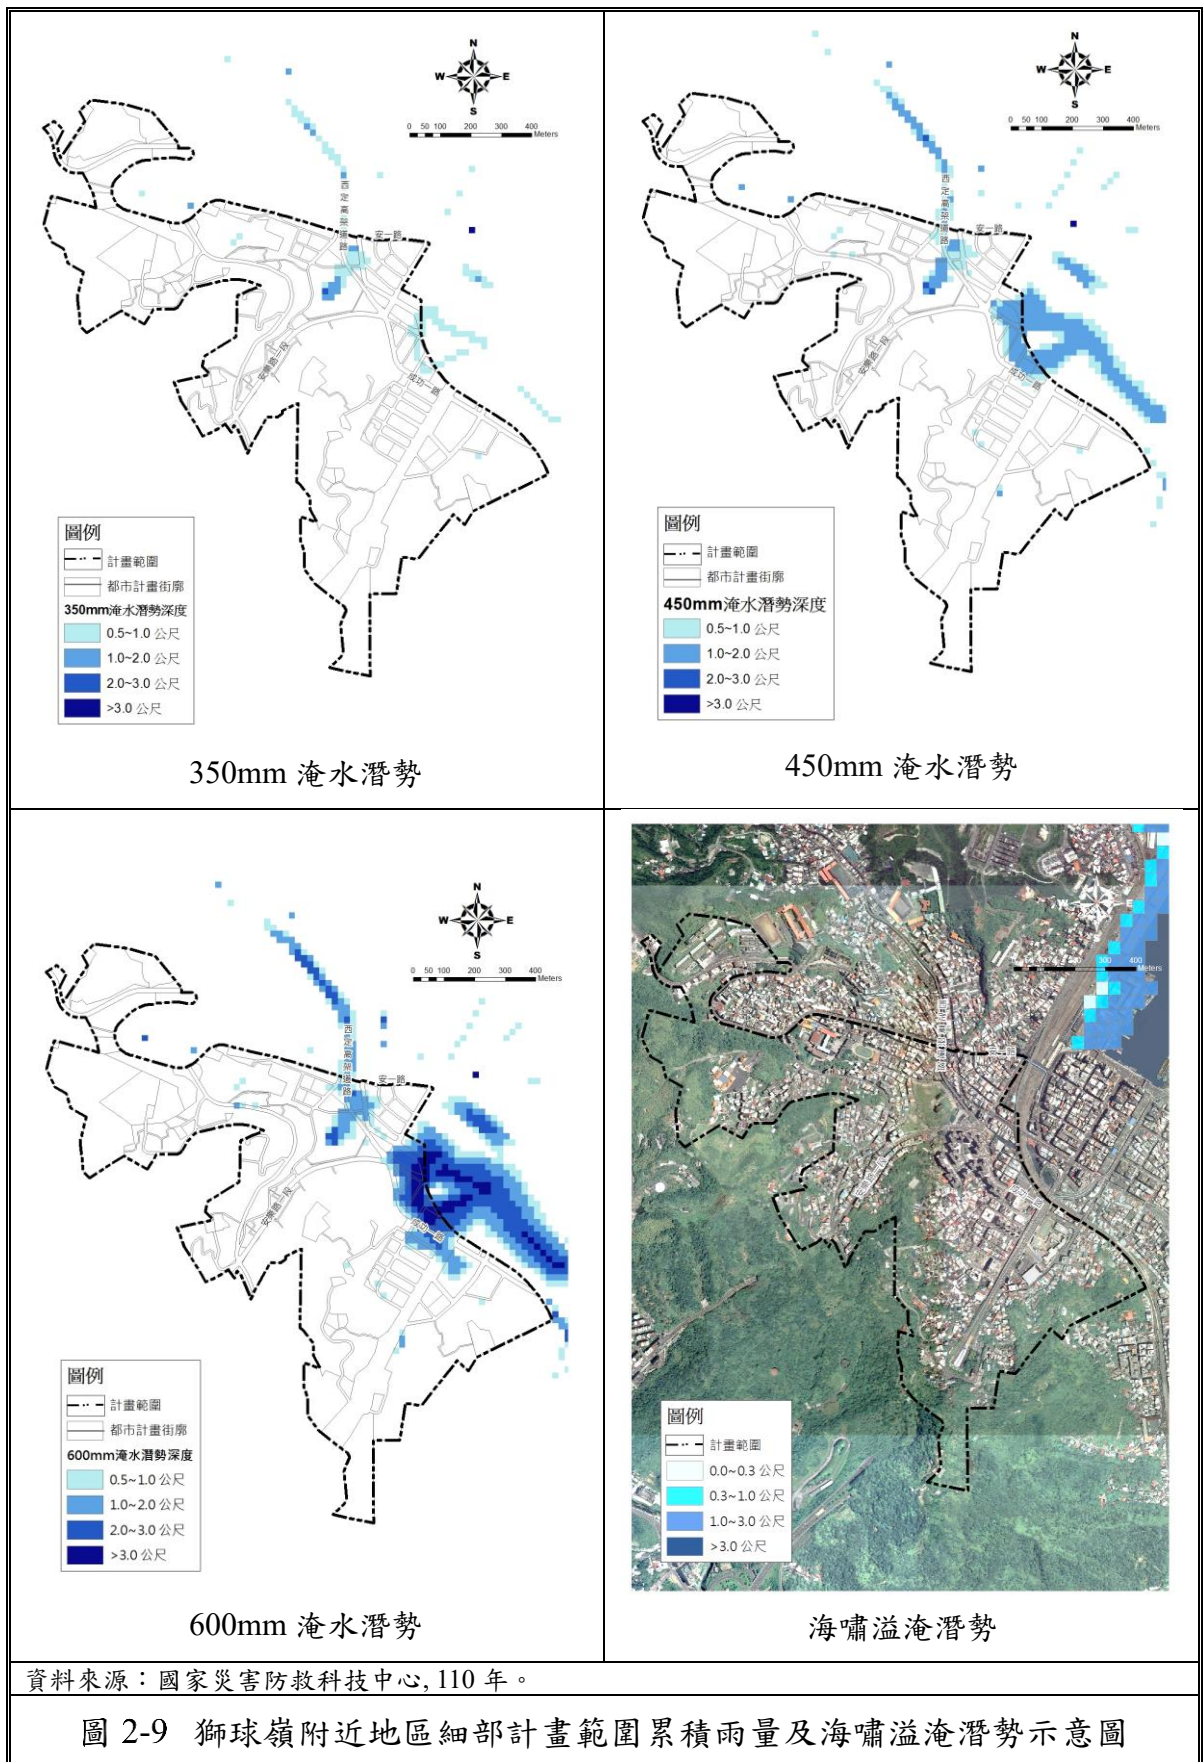 N
W E
S
0 50 100 200 300 400
Meters
西定高架道路
安一路
安樂路一段
成功一路
圖例
計畫範圍
都市計畫街廓
350mm淹水潛勢深度
0.5~1.0 公尺
1.0~2.0 公尺
2.0~3.0 公尺
>3.0 公尺
350mm 淹水潛勢
N
W E
S
0 50 100 200 300 400
Meters
西定高架道路
安一路
安樂路一段
成功一路
圖例
計畫範圍
都市計畫街廓
450mm淹水潛勢深度
0.5~1.0 公尺
1.0~2.0 公尺
2.0~3.0 公尺
>3.0 公尺
450mm 淹水潛勢
N
W E
S
0 50 100 200 300 400
Meters
西定高架道路
安一路
安樂路一段
成功一路
圖例
計畫範圍
都市計畫街廓
600mm淹水潛勢深度
0.5~1.0 公尺
1.0~2.0 公尺
2.0~3.0 公尺
>3.0 公尺
600mm 淹水潛勢
N
W E
300 400
Meters
圖例
計畫範圍
0.0~0.3 公尺
0.3~1.0 公尺
1.0~3.0 公尺
>3.0 公尺
海嘯溢淹潛勢
資料來源：國家災害防救科技中心, 110 年。
圖 2-9 獅球嶺附近地區細部計畫範圍累積雨量及海嘯溢淹潛勢示意圖